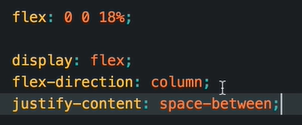 flex: 0 0 18%;
display: flex;
flex-direction: column;
justify-content: space-between;